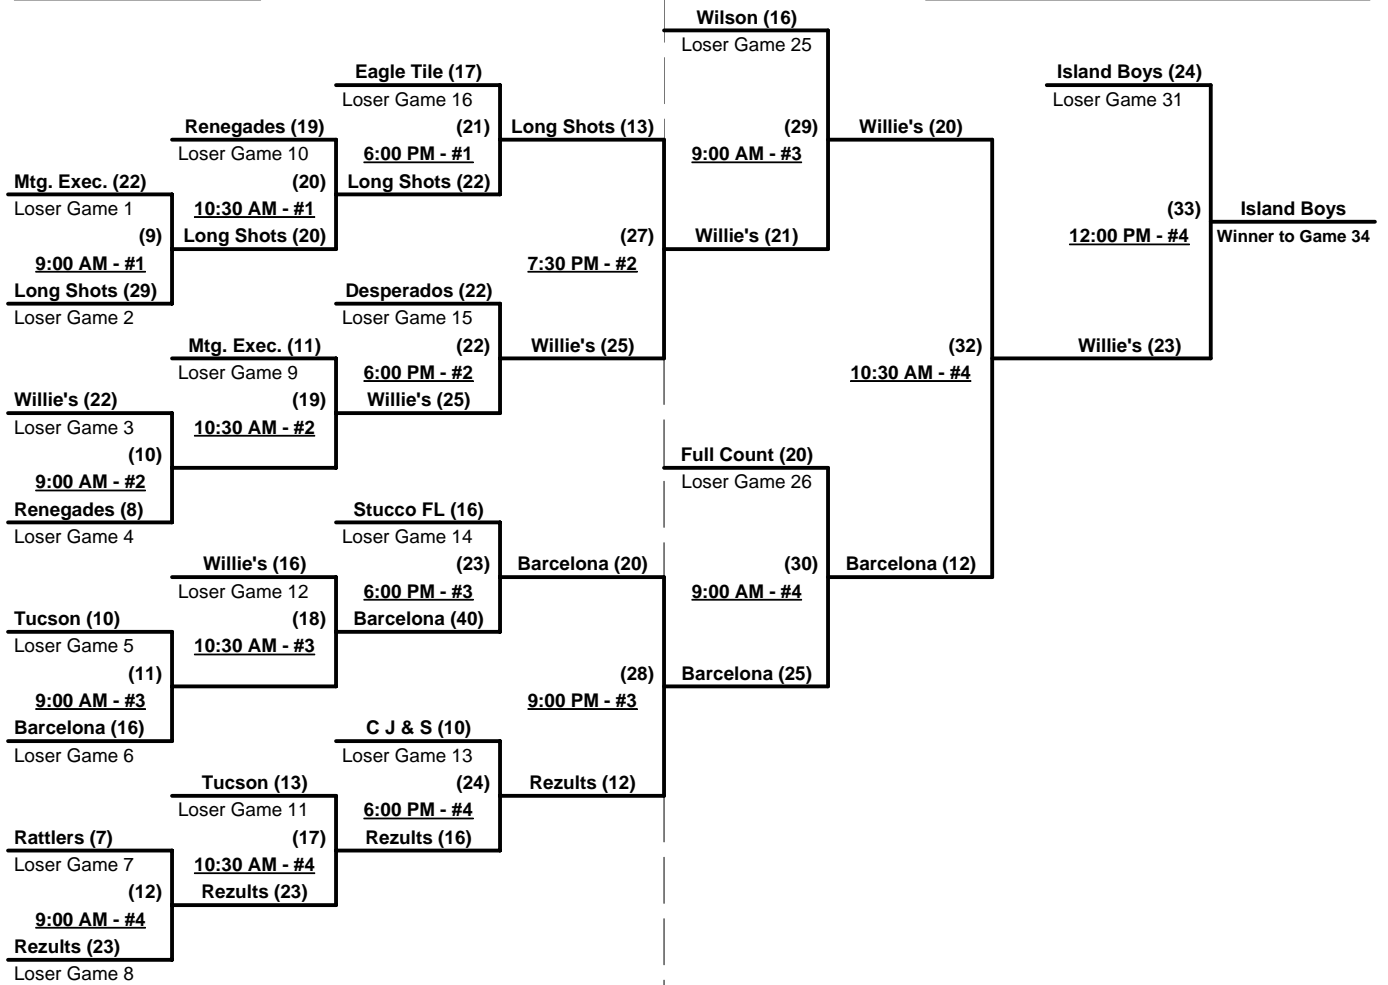 Wilson (16)
Loser Game 25
Eagle Tile (17)
Island Boys (24)
Loser Game 16
Loser Game 31
Renegades (19)
(21)
Long Shots (13)
(29)
Willie's (20)
Loser Game 10
6:00 PM - #1
9:00 AM - #3
Mtg. Exec. (22)
(20)
Long Shots (22)
Loser Game 1
10:30 AM - #1
(33)
Island Boys
(9)
Long Shots (20)
(27)
Willie's (21)
12:00 PM - #4
Winner to Game 34
9:00 AM - #1
7:30 PM - #2
Long Shots (29)
Desperados (22)
Loser Game 2
Loser Game 15
Mtg. Exec. (11)
(22)
Willie's (25)
(32)
Willie's (23)
Loser Game 9
6:00 PM - #2
10:30 AM - #4
Willie's (22)
(19)
Willie's (25)
Loser Game 3
10:30 AM - #2
(10)
Full Count (20)
9:00 AM - #2
Loser Game 26
Renegades (8)
Stucco FL (16)
Loser Game 4
Loser Game 14
Willie's (16)
(23)
Barcelona (20)
(30)
Barcelona (12)
Loser Game 12
6:00 PM - #3
9:00 AM - #4
Tucson (10)
(18)
Barcelona (40)
Loser Game 5
10:30 AM - #3
(11)
(28)
Barcelona (25)
9:00 AM - #3
9:00 PM - #3
Barcelona (16)
C J & S (10)
Loser Game 6
Loser Game 13
Tucson (13)
(24)
Rezults (12)
Loser Game 11
6:00 PM - #4
Rattlers (7)
(17)
Rezults (16)
Loser Game 7
10:30 AM - #4
(12)
Rezults (23)
9:00 AM - #4
Rezults (23)
Loser Game 8